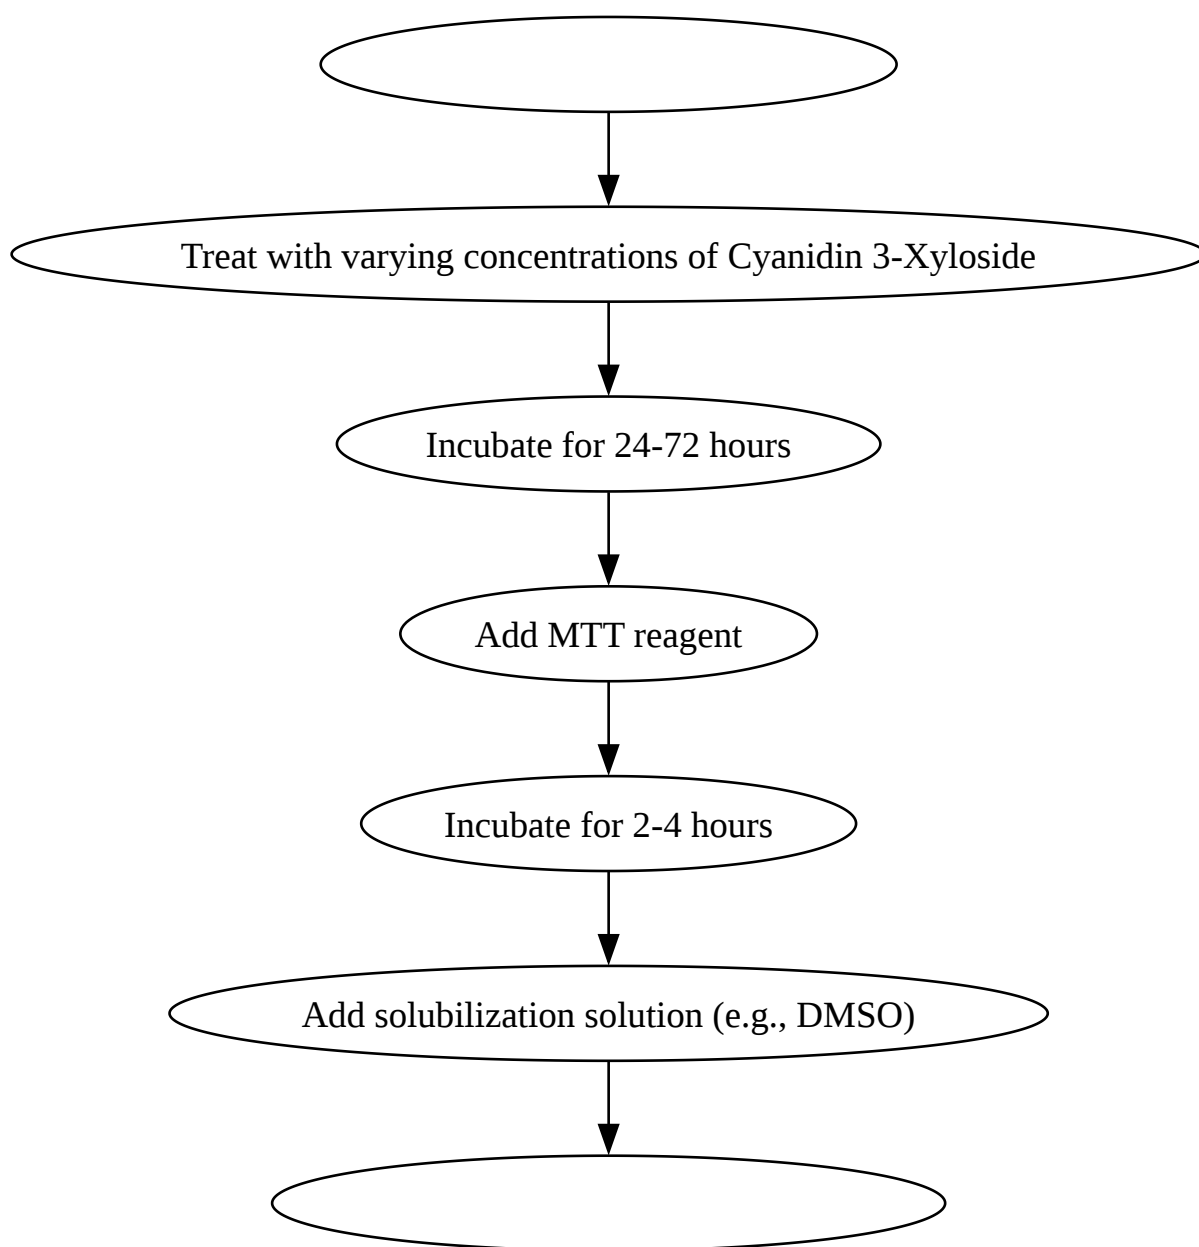 Treat with varying concentrations of Cyanidin 3-Xyloside
Incubate for 24-72 hours
Add MTT reagent
Incubate for 2-4 hours
Add solubilization solution (e.g., DMSO)